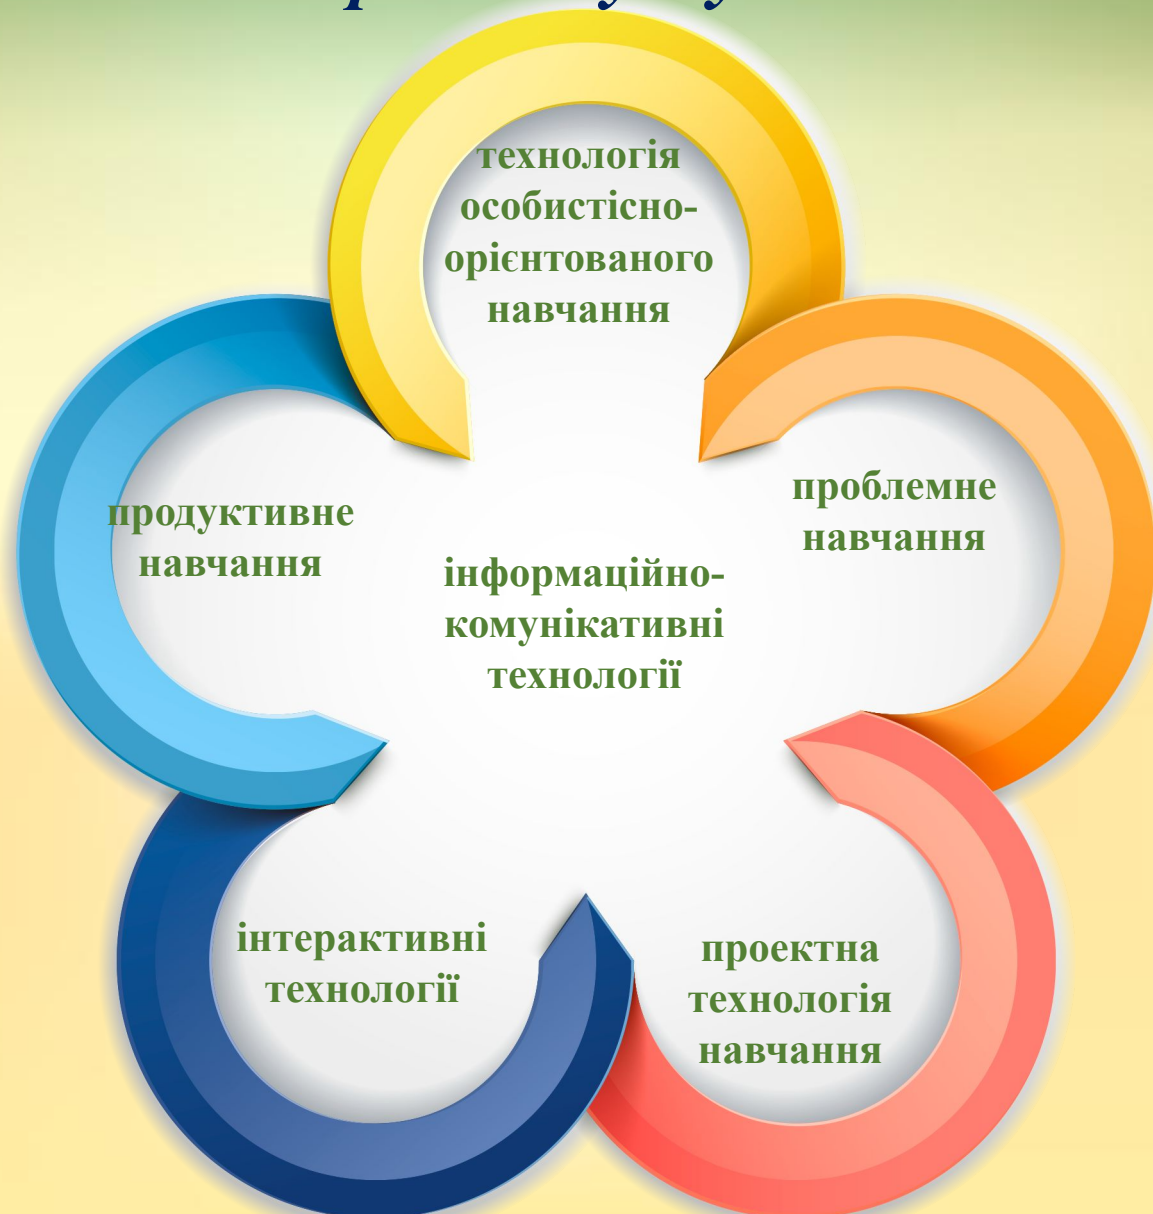 технологія
особистісно-
орієнтованого
навчання
проблемне
навчання
продуктивне
навчання
інформаційно-
комунікативні
технології
інтерактивні
технології
проектна
технологія
навчання